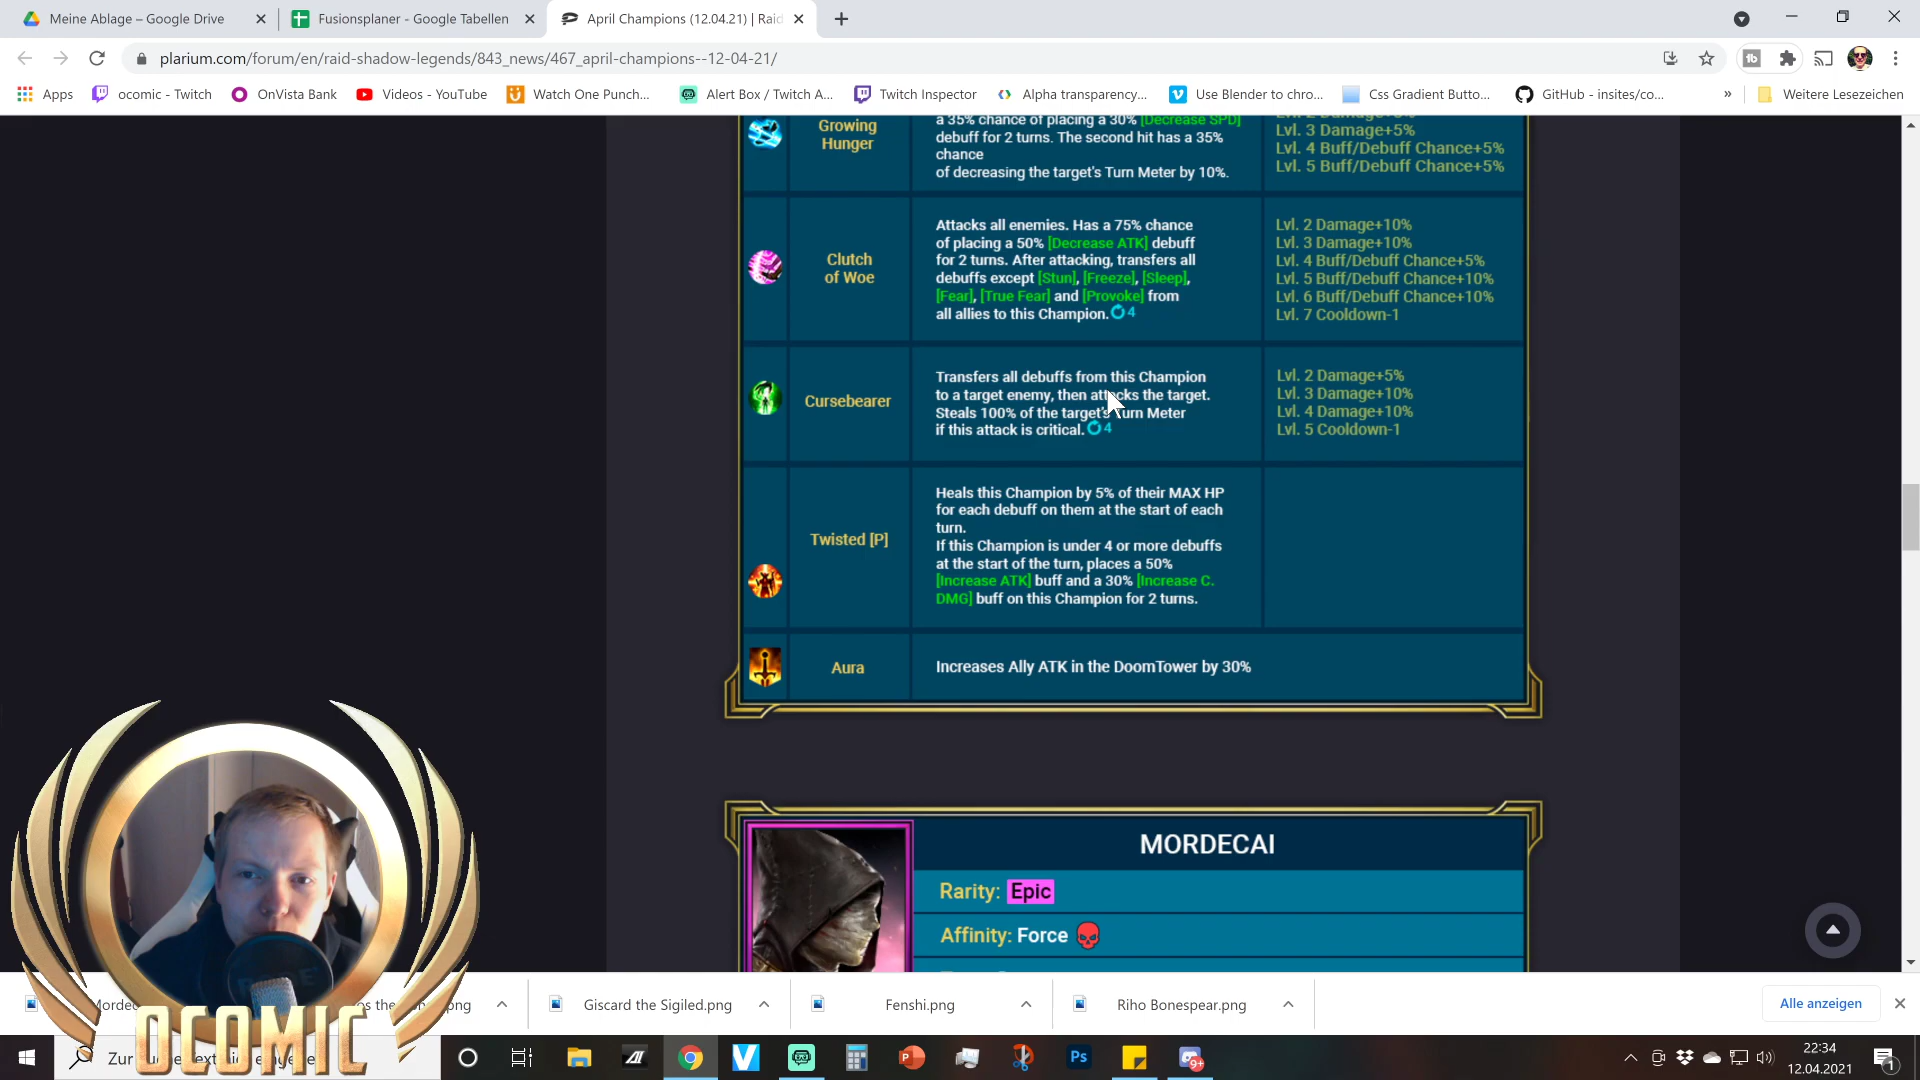 Meine Ablage – Google Drive
Fusionsplaner - Google Tabellen
April Champions (12.04.21) | Raid
plarium.com/forum/en/raid-shadow-legends/843_news/467_april-champions--12-04-21/
Apps
ocomic - Twitch
OnVista Bank
Videos - YouTube
Watch One Punch...
Alert Box / Twitch A...
Twitch Inspector
Alpha transparency...
Use Blender to chro...
Css Gradient Butto...
GitHub - insites/co...
»
Weitere Lesezeichen
Growing
Hunger
a 35% chance of placing a 30% [Decrease SPD]
debuff for 2 turns. The second hit has a 35%
chance
of decreasing the target's Turn Meter by 10%.
Lvl. 3 Damage+5%
Lvl. 4 Buff/Debuff Chance+5%
Lvl. 5 Buff/Debuff Chance+5%
Clutch
of Woe
Attacks all enemies. Has a 75% chance
of placing a 50% [Decrease ATK] debuff
for 2 turns. After attacking, transfers all
debuffs except [Stun], [Freeze], [Sleep],
[Fear], [True Fear] and [Provoke] from
all allies to this Champion. 4
Lvl. 2 Damage+10%
Lvl. 3 Damage+10%
Lvl. 4 Buff/Debuff Chance+5%
Lvl. 5 Buff/Debuff Chance+10%
Lvl. 6 Buff/Debuff Chance+10%
Lvl. 7 Cooldown-1
Cursebearer
Transfers all debuffs from this Champion
to a target enemy, then attacks the target.
Steals 100% of the target's Turn Meter
if this attack is critical. 4
Lvl. 2 Damage+5%
Lvl. 3 Damage+10%
Lvl. 4 Damage+10%
Lvl. 5 Cooldown-1
Twisted [P]
Heals this Champion by 5% of their MAX HP
for each debuff on them at the start of each
turn.
If this Champion is under 4 or more debuffs
at the start of the turn, places a 50%
[Increase ATK] buff and a 30% [Increase C.
DMG] buff on this Champion for 2 turns.
Aura
Increases Ally ATK in the DoomTower by 30%
MORDECAI
Rarity: Epic
Affinity: Force
Giscard the Sigiled.png
Fenshi.png
Riho Bonespear.png
Alle anzeigen
OCOMIC
Zur
22:34
12.04.2021